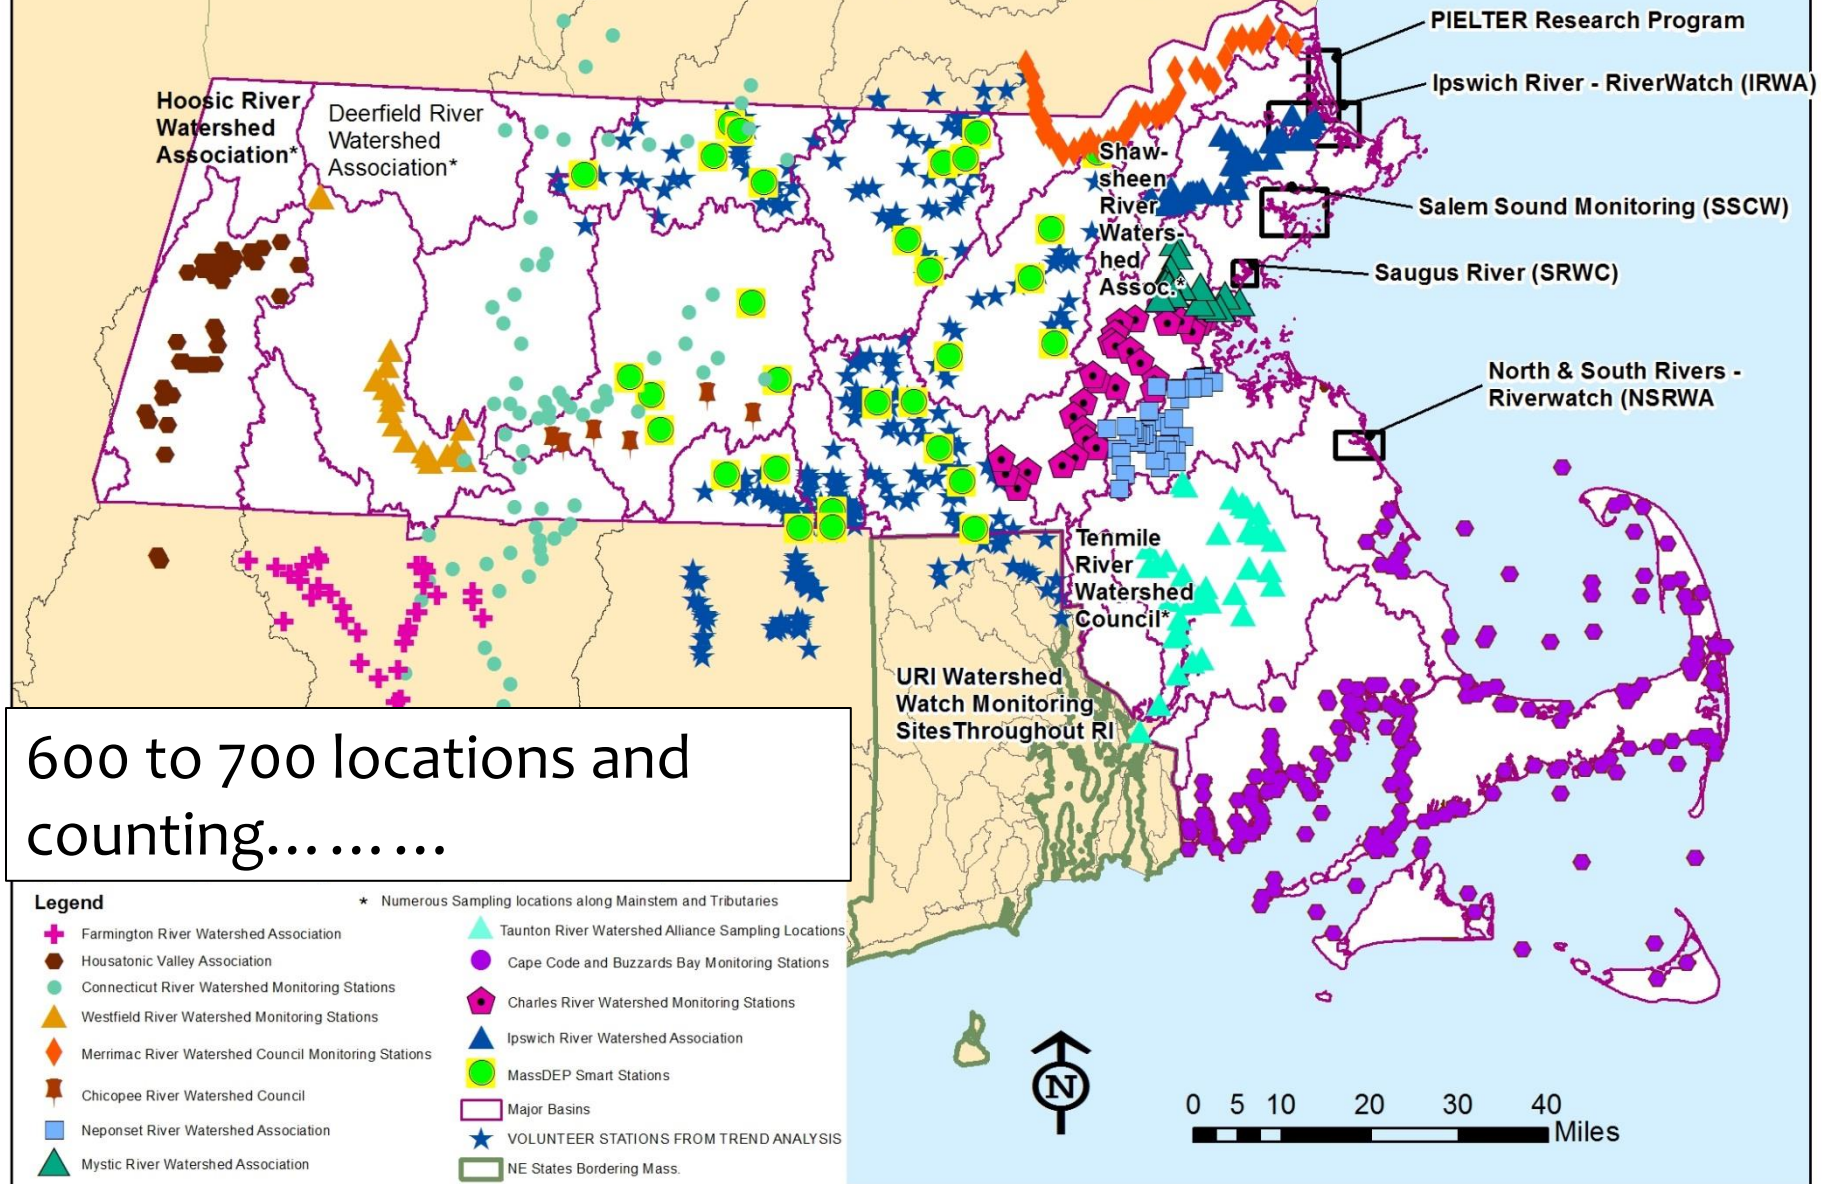 PIELTER Research Program
Ipswich River - RiverWatch (IRWA)
Hoosic River
Watershed
Association*
Deerfield River
Watershed
Association*
Shaw-
sheen
River
Waters-
hed
Assoc.*
Salem Sound Monitoring (SSCW)
Saugus River (SRWC)
North & South Rivers -
Riverwatch (NSRWA
Tenmile
River
Watershed
Council*
URI Watershed
Watch Monitoring
SitesThroughout RI
600 to 700 locations and
counting.........
Legend
* Numerous Sampling locations along Mainstem and Tributaries
Farmington River Watershed Association
Housatonic Valley Association
Connecticut River Watershed Monitoring Stations
Westfield River Watershed Monitoring Stations
Merrimac River Watershed Council Monitoring Stations
Chicopee River Watershed Council
Neponset River Watershed Association
Mystic River Watershed Association
Taunton River Watershed Alliance Sampling Locations
Cape Code and Buzzards Bay Monitoring Stations
Charles River Watershed Monitoring Stations
Ipswich River Watershed Association
MassDEP Smart Stations
Major Basins
VOLUNTEER STATIONS FROM TREND ANALYSIS
NE States Bordering Mass.
N
0 5 10 20 30 40
Miles